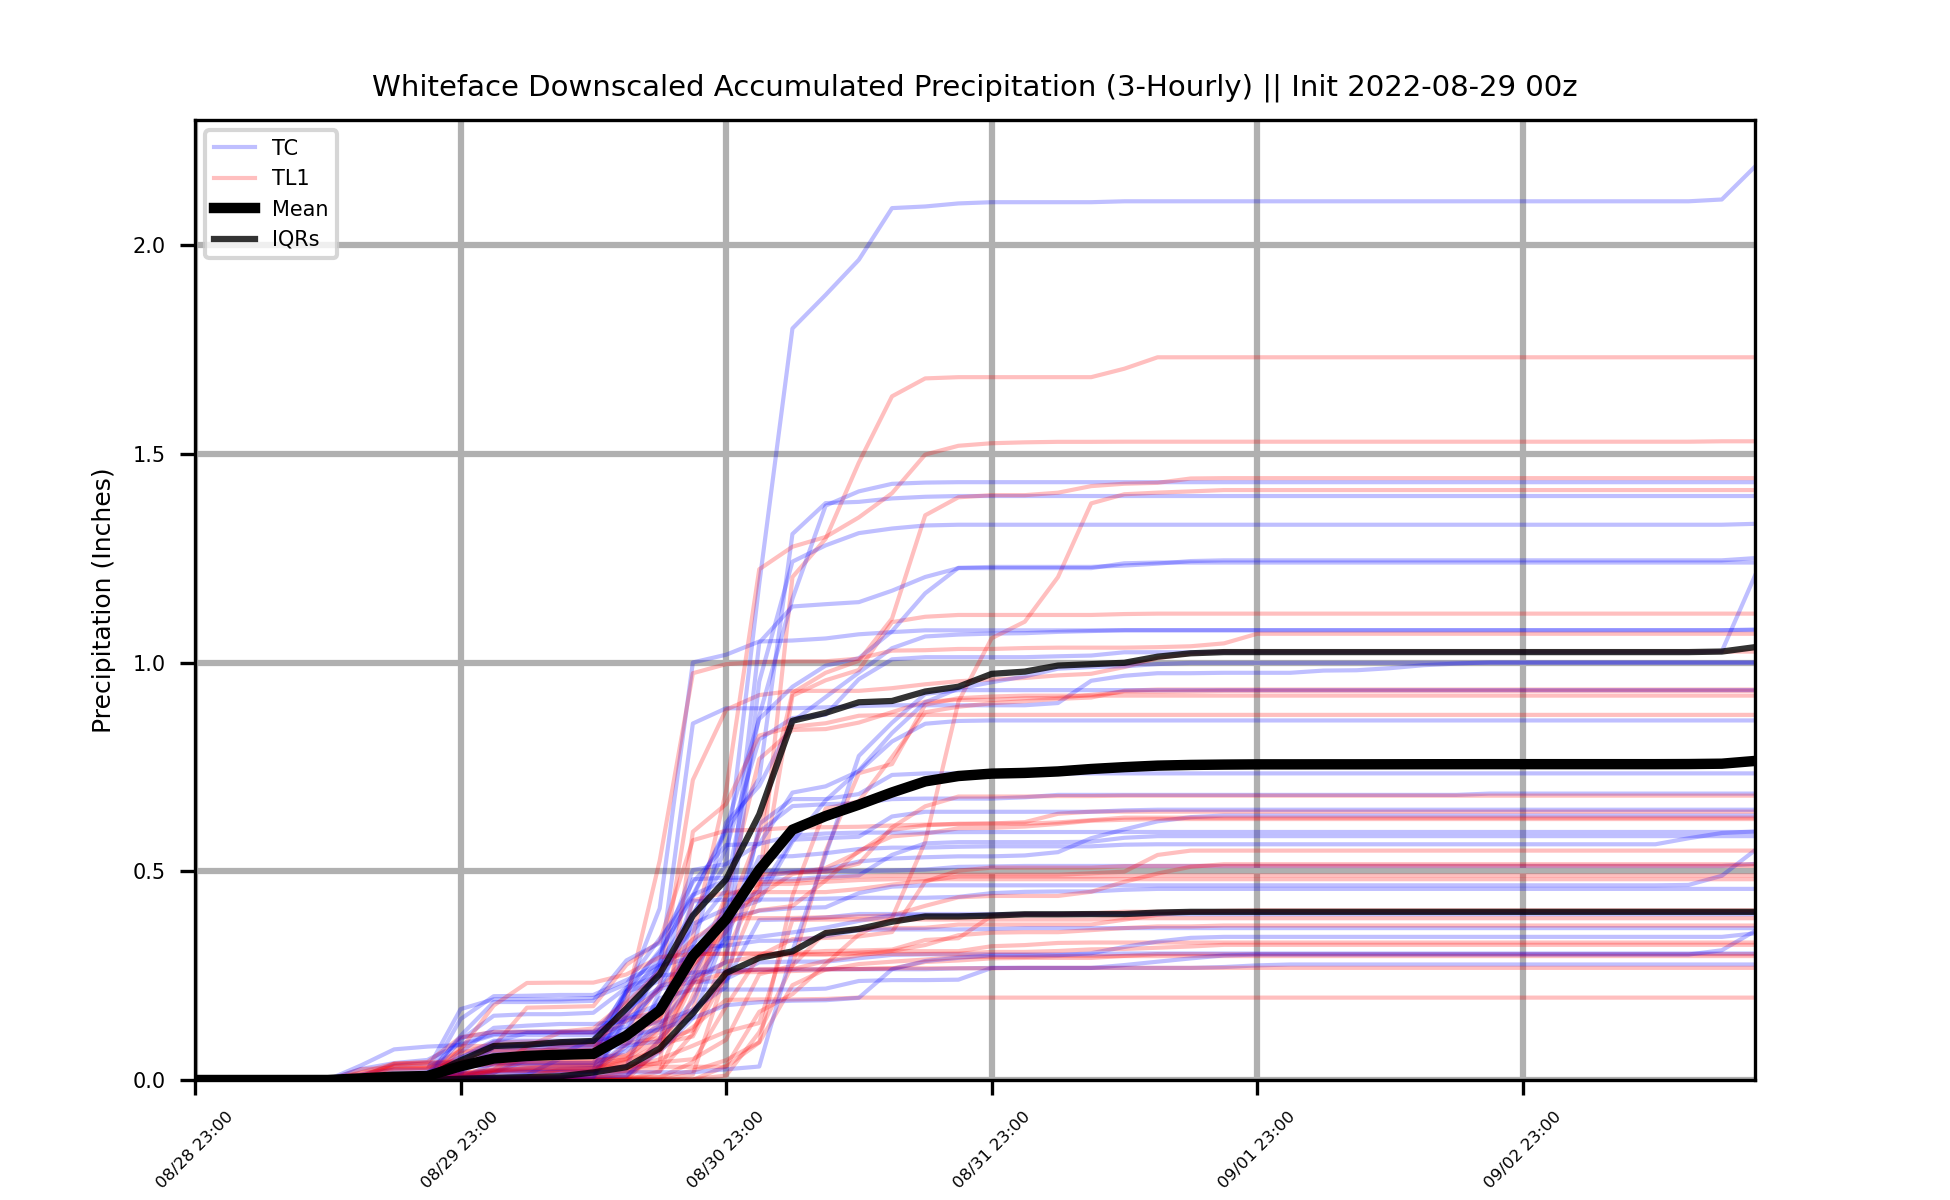 Whiteface Downscaled Accumulated Precipitation (3-Hourly) || Init 2022-08-29 00z
TC
TL1
Mean
IQRs
Precipitation (Inches)
2.0
1.5
1.0
0.5
0.0
08/28 23:00
08/29 23:00
08/30 23:00
08/31 23:00
09/01 23:00
09/02 23:00